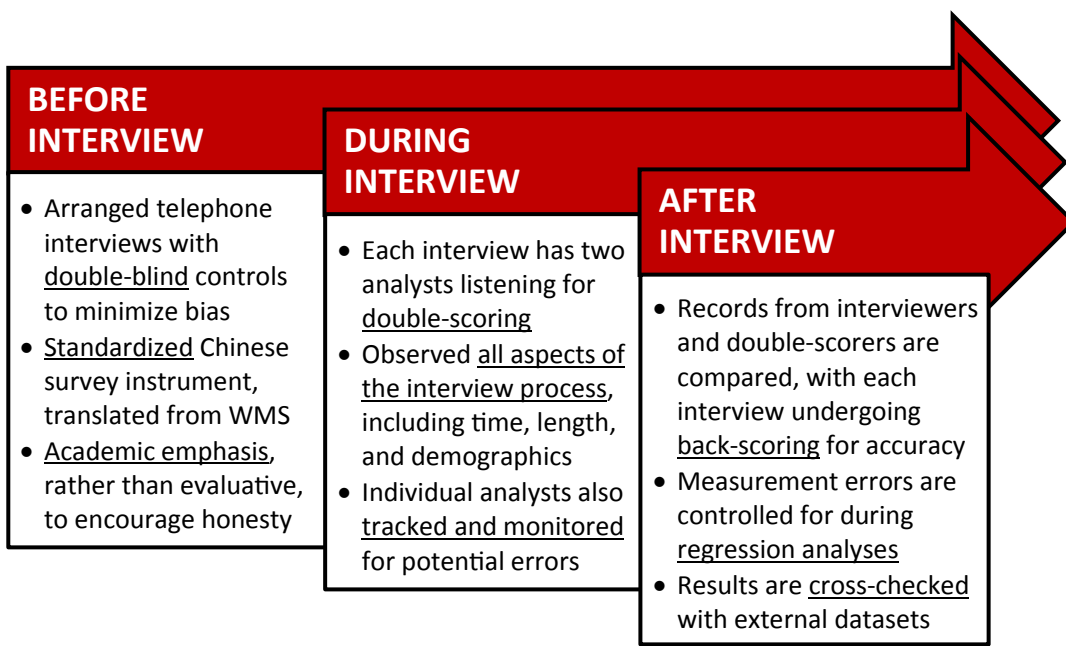 BEFORE
INTERVIEW
• Arranged telephone
interviews with
double-blind controls
to minimize bias
• Standardized Chinese
survey instrument,
translated from WMS
• Academic emphasis,
rather than evaluative,
to encourage honesty
DURING
INTERVIEW
• Each interview has two
analysts listening for
double-scoring
• Observed all aspects of
the interview process,
including time, length,
and demographics
• Individual analysts also
tracked and monitored
for potential errors
AFTER
INTERVIEW
• Records from interviewers
and double-scorers are
compared, with each
interview undergoing
back-scoring for accuracy
• Measurement errors are
controlled for during
regression analyses
• Results are cross-checked
with external datasets